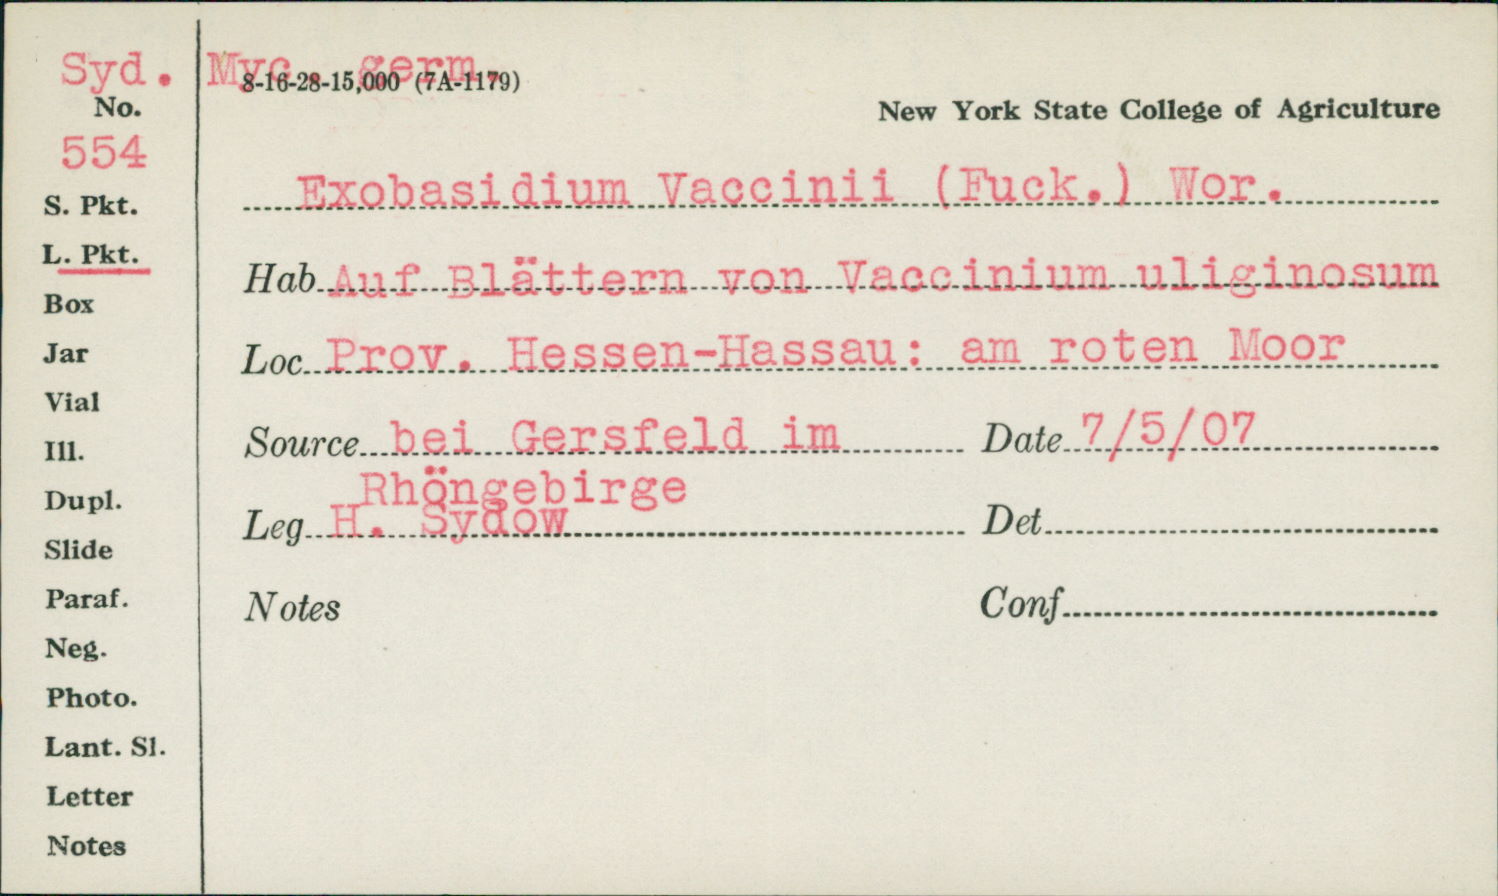 Syd. Myc. germ.
8-16-28-15,000 (7A-1179)
No.
New York State College of Agriculture
554
Exobasidium Vaccinii (Fuck.) Wor.
S. Pkt.
L. Pkt.
Hab. Auf Blättern von Vaccinium uliginosum
Box
Jar
Loc. Prov. Hessen-Hassau: am roten Moor
Vial
Source bei Gersfeld im Date 7/5/07
Ill.
Rhöngebirge
Dupl.
Leg. H. Sydow Det.
Slide
Paraf.
Notes Conf.
Neg.
Photo.
Lant. Sl.
Letter
Notes